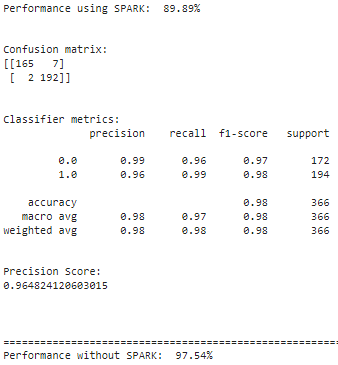 Performance using SPARK:  89.89%
Confusion matrix:
[[165   7]
 [  2 192]]
Classifier metrics:
              precision    recall  f1-score   support
         0.0       0.99      0.96      0.97       172
         1.0       0.96      0.99      0.98       194
    accuracy                           0.98       366
   macro avg       0.98      0.97      0.98       366
weighted avg       0.98      0.98      0.98       366
Precision Score:
0.964824120603015
=====================================================
Performance without SPARK:  97.54%